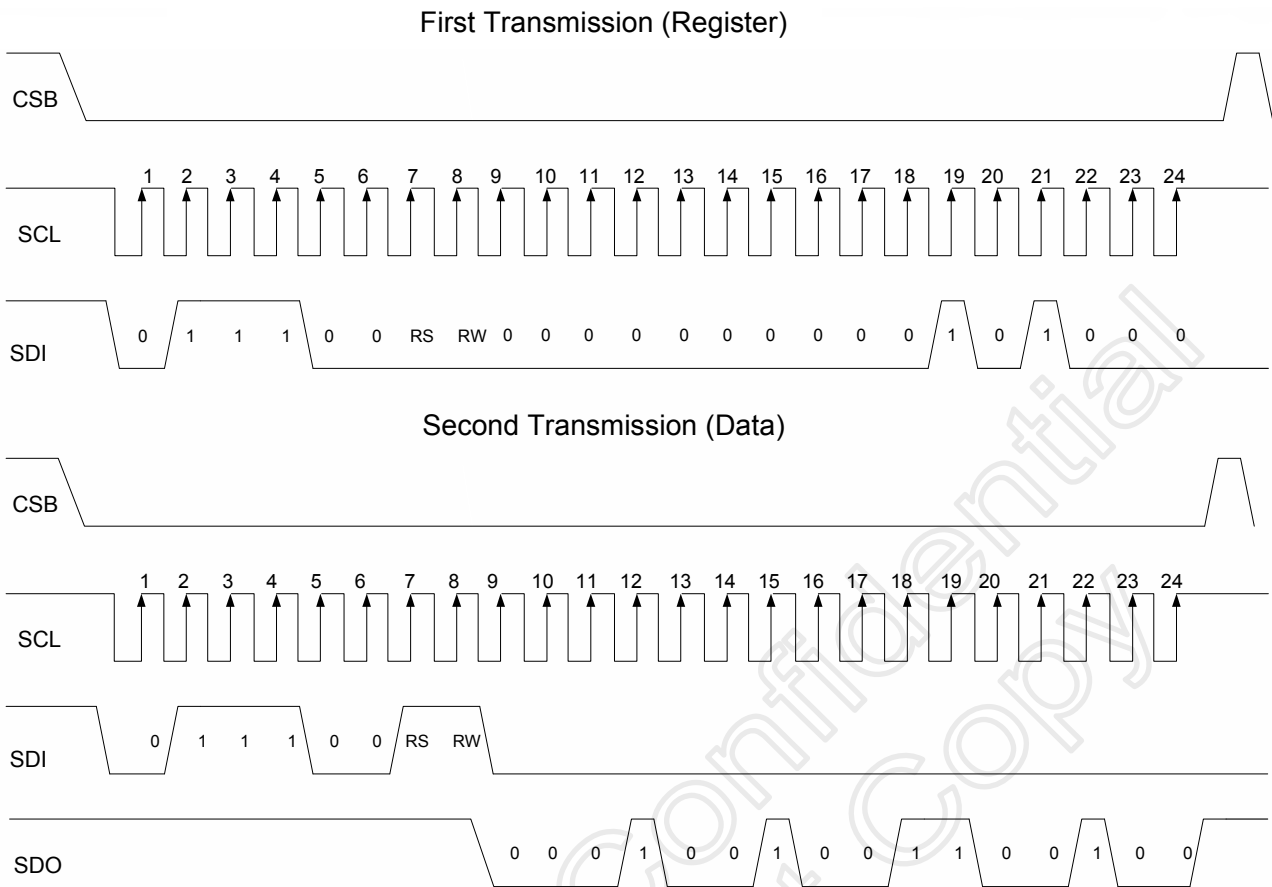 First Transmission (Register)
CSB
1 2 3 4 5 6 7 8 9 10 11 12 13 14 15 16 17 18 19 20 21 22 23 24
SCL
0 1 1 1 0 0 RS RW 0 0 0 0 0 0 0 0 0 0 1 0 1 0 0 0
SDI
Second Transmission (Data)
CSB
1 2 3 4 5 6 7 8 9 10 11 12 13 14 15 16 17 18 19 20 21 22 23 24
SCL
0 1 1 1 0 0 RS RW
SDI
0 0 0 1 0 0 1 0 0 1 1 0 0 1 0 0
SDO
Confidential
Copy